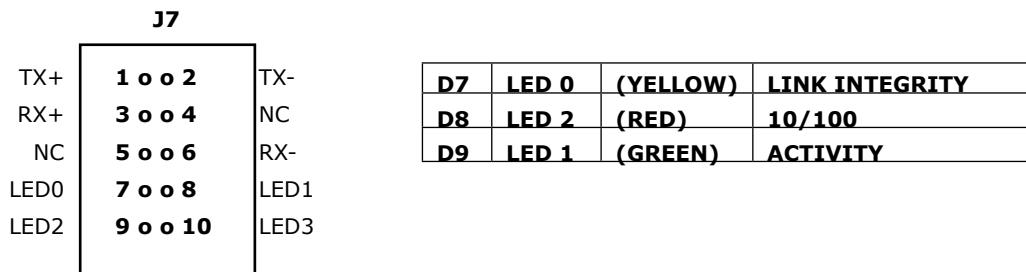 J7
TX+ 1 o o 2 TX-
RX+ 3 o o 4 NC
NC 5 o o 6 RX-
LED0 7 o o 8 LED1
LED2 9 o o 10 LED3
D7 LED 0 (YELLOW) LINK INTEGRITY
D8 LED 2 (RED) 10/100
D9 LED 1 (GREEN) ACTIVITY